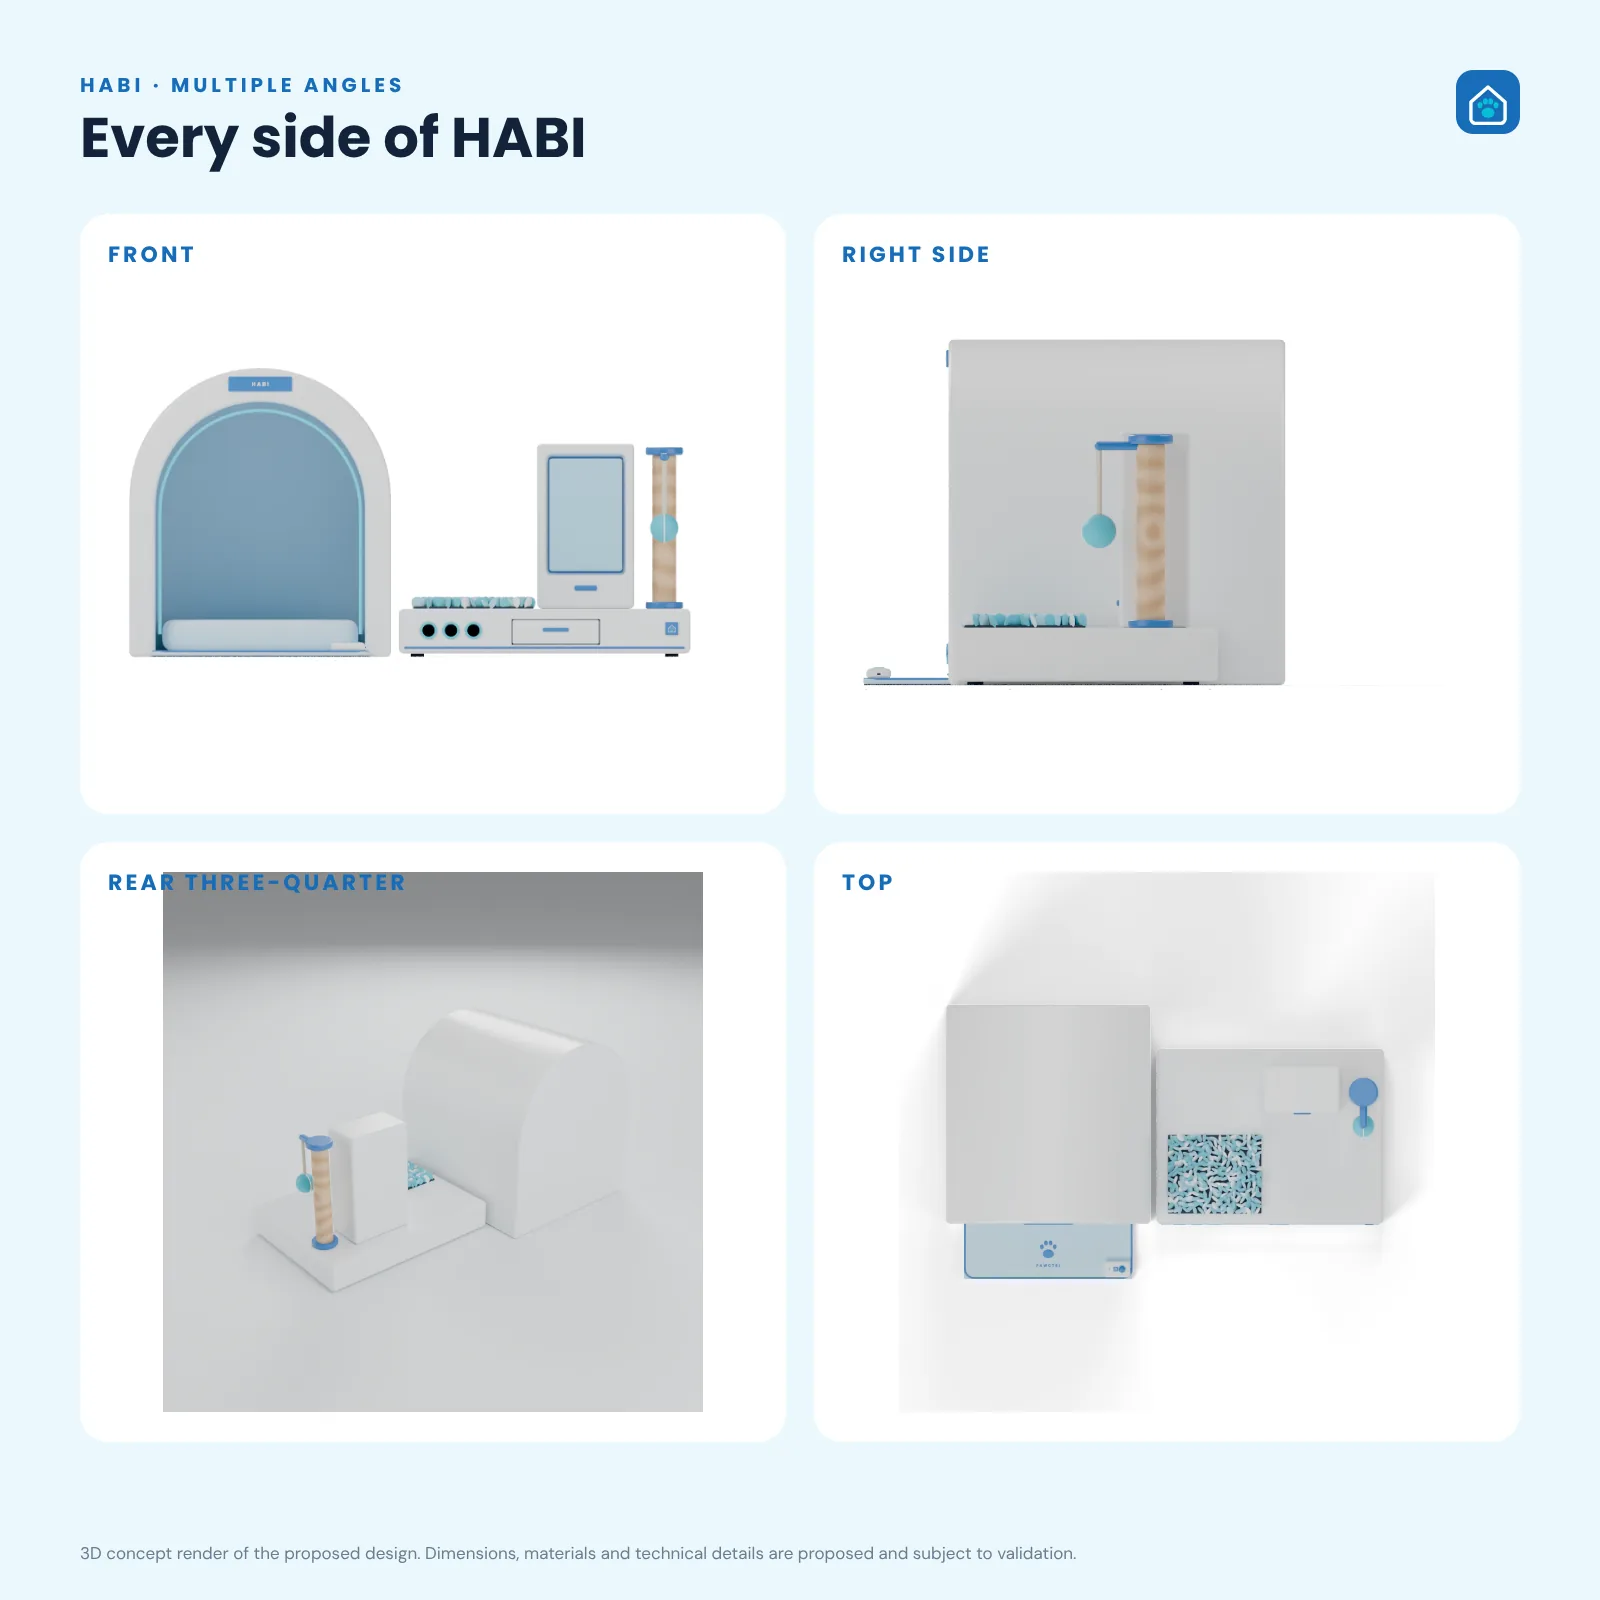 HABI · MULTIPLE ANGLES
Every side of HABI
FRONT
RIGHT SIDE
HABI
REAR THREE-QUARTER
TOP
3D concept render of the proposed design. Dimensions, materials and technical details are proposed and subject to validation.